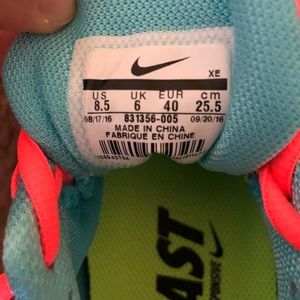 XE
US UK EUR cm
8.5 6 40 25.5
08/17/16 831356-005 09/20/16
MADE IN CHINA
FABRIQUE EN CHINE
AST